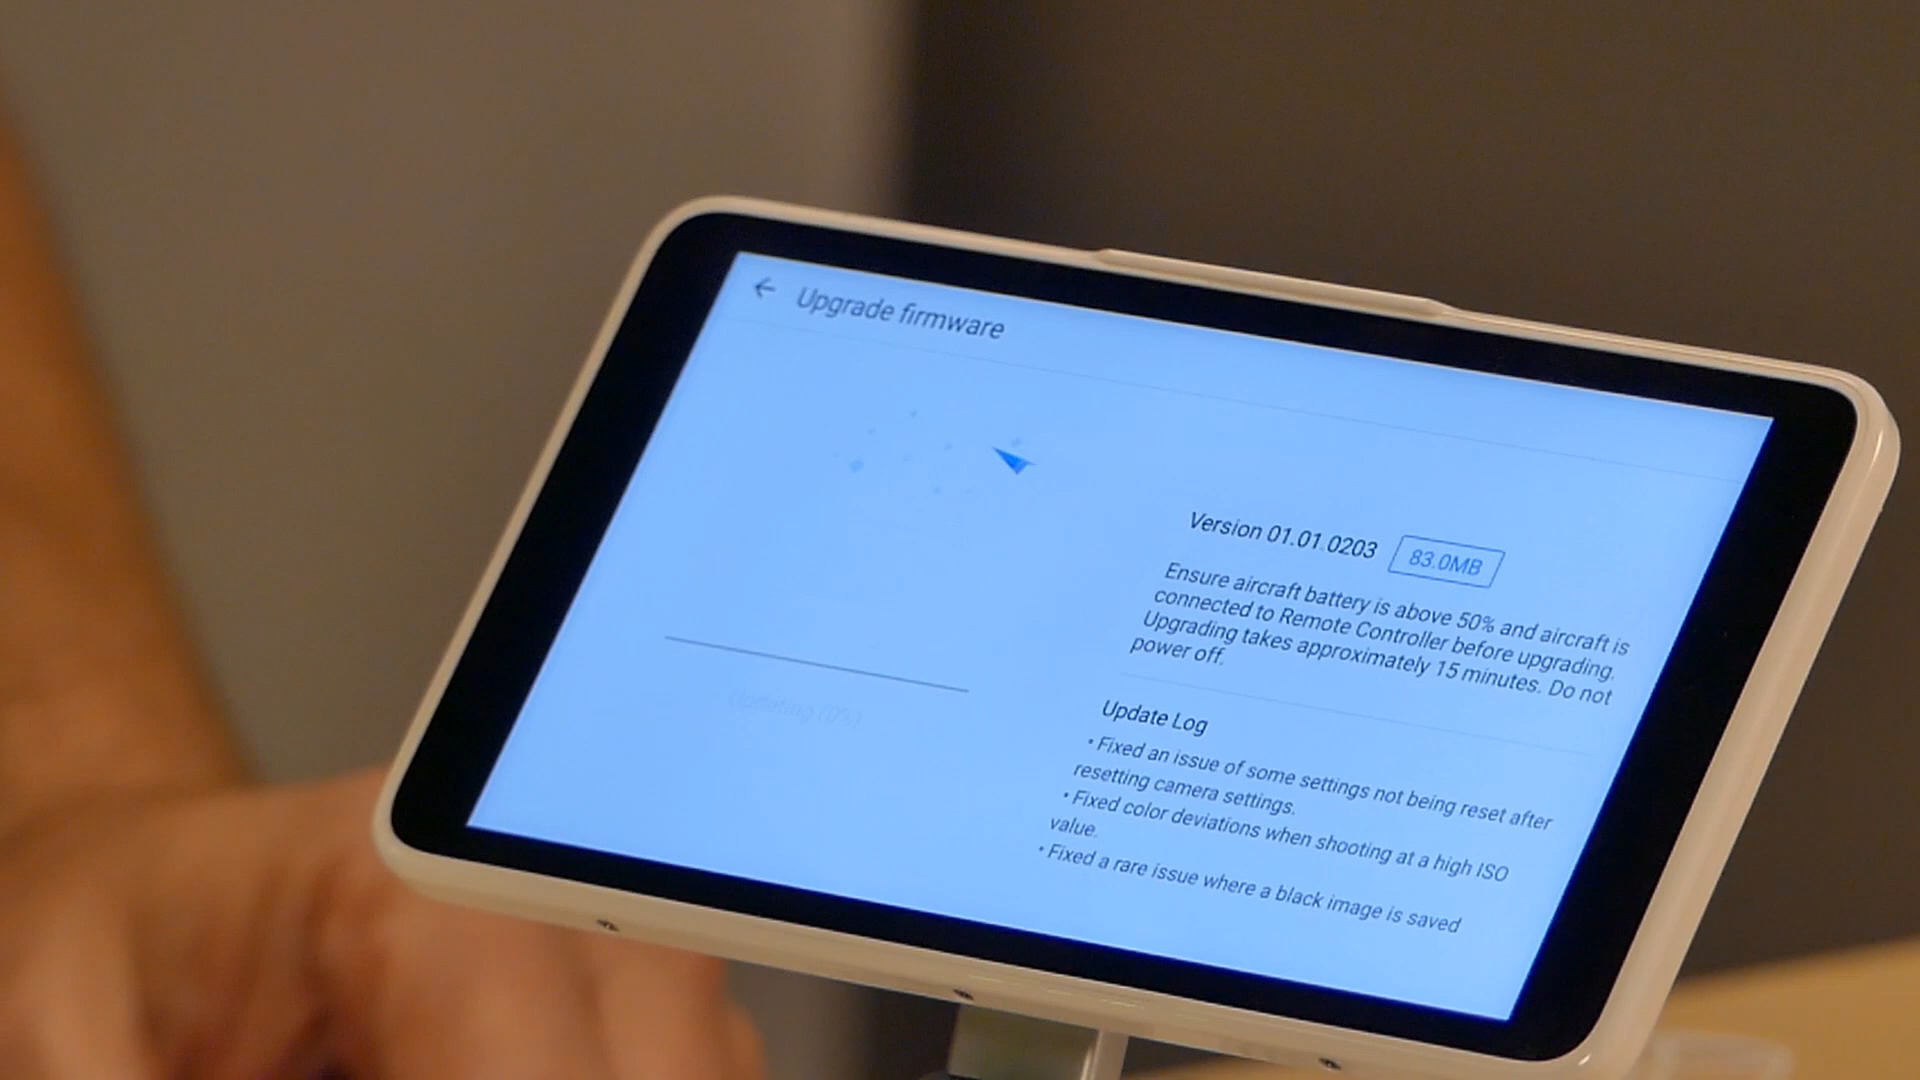 Upgrade firmware
Version 01.01.0203 83.0MB
Ensure aircraft battery is above 50% and aircraft is
connected to Remote Controller before upgrading.
Upgrading takes approximately 15 minutes. Do not
power off.
Updating (0%)
Update Log
• Fixed an issue of some settings not being reset after
resetting camera settings.
• Fixed color deviations when shooting at a high ISO
value.
• Fixed a rare issue where a black image is saved